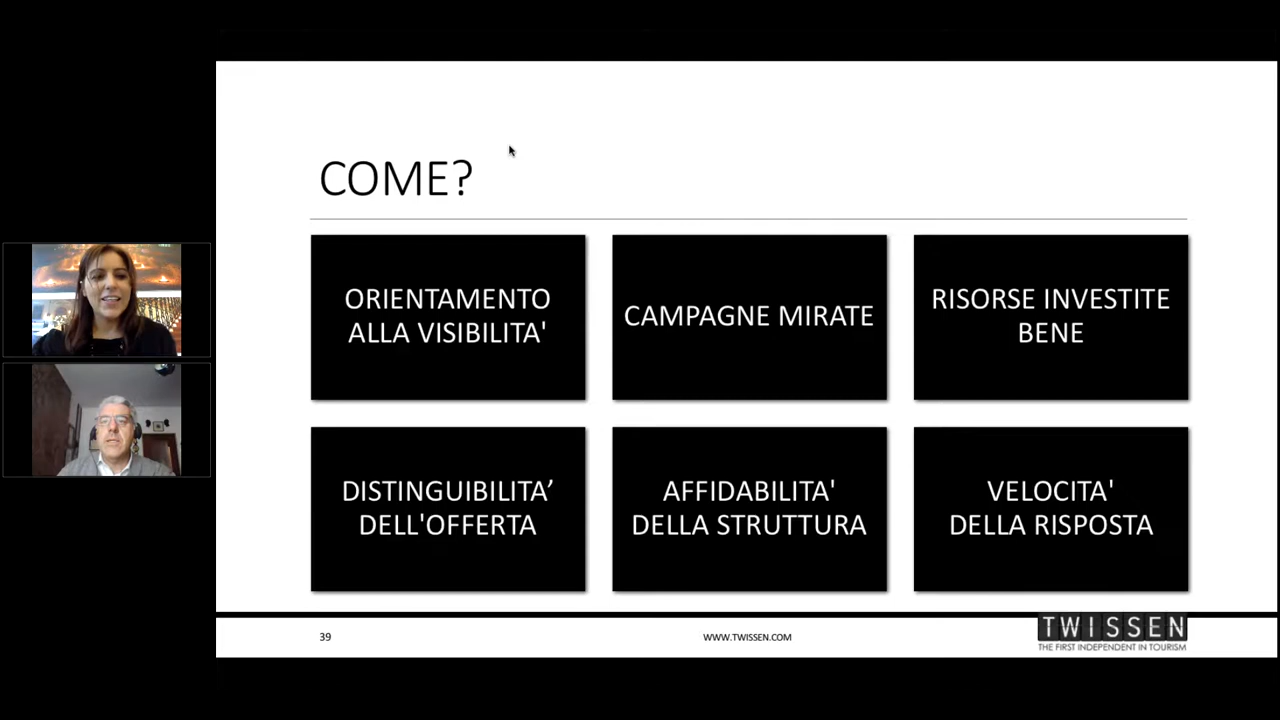 COME?
ORIENTAMENTO
ALLA VISIBILITA'
CAMPAGNE MIRATE
RISORSE INVESTITE
BENE
DISTINGUIBILITA’
DELL'OFFERTA
AFFIDABILITA'
DELLA STRUTTURA
VELOCITA'
DELLA RISPOSTA
39
WWW.TWISSEN.COM
TWISSEN
THE FIRST INDEPENDENT IN TOURISM